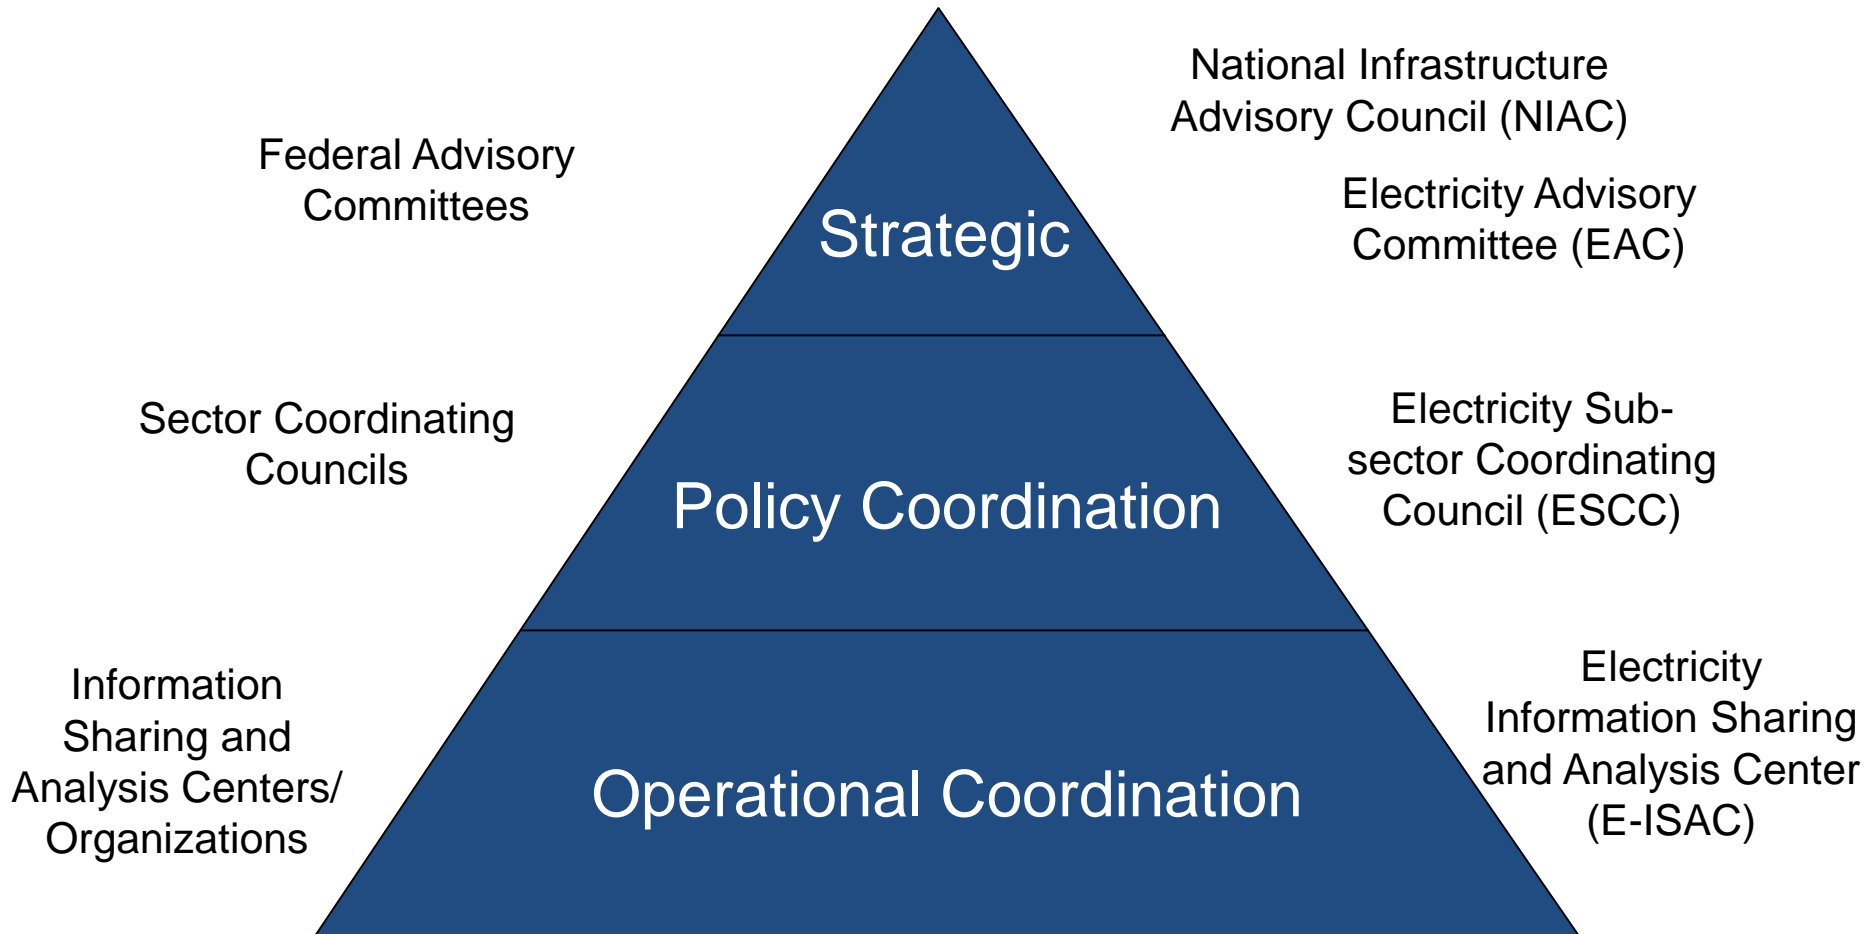 National Infrastructure
Advisory Council (NIAC)
Federal Advisory
Committees
Electricity Advisory
Committee (EAC)
Strategic
Sector Coordinating
Councils
Electricity Sub-
sector Coordinating
Council (ESCC)
Policy Coordination
Information
Sharing and
Analysis Centers/
Organizations
Operational Coordination
Electricity
Information Sharing
and Analysis Center
(E-ISAC)